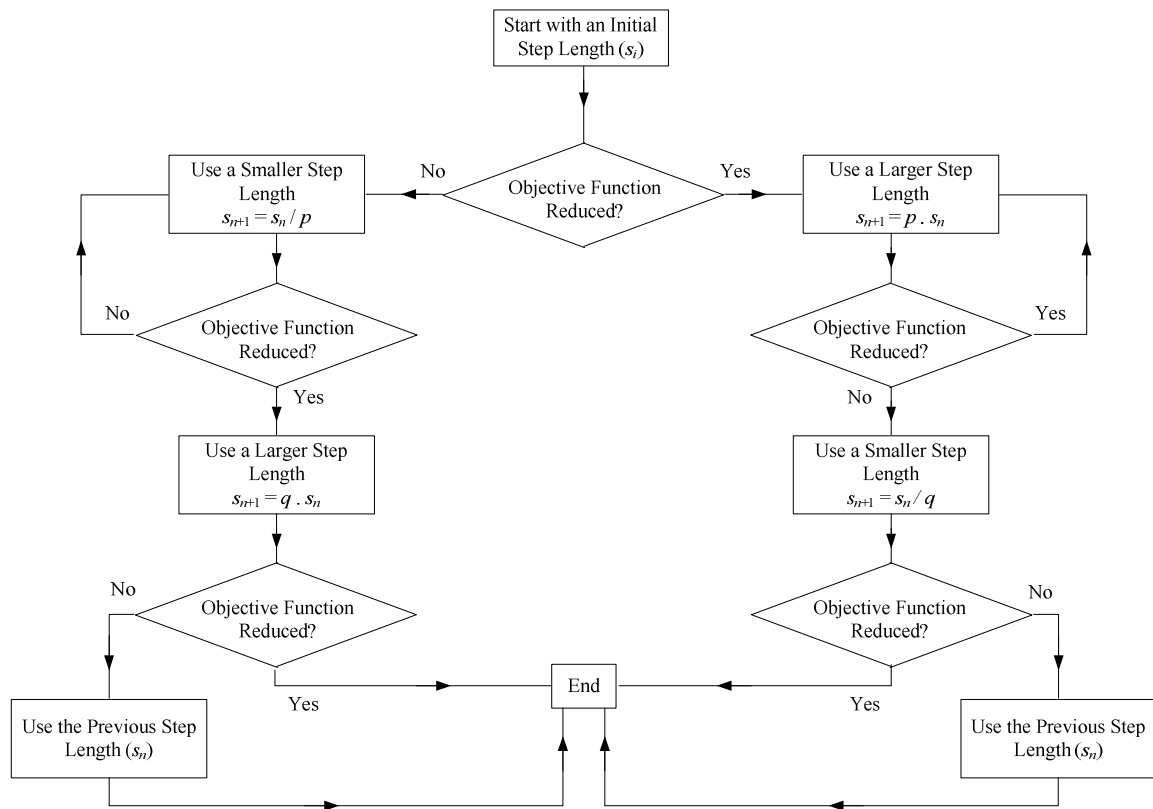 Start with an Initial
Step Length (sᵢ)
No
Objective Function
Reduced?
Yes
Use a Smaller Step
Length
sₙ₊₁ = sₙ / p
Use a Larger Step
Length
sₙ₊₁ = p . sₙ
No
Objective Function
Reduced?
Yes
Objective Function
Reduced?
Yes
No
Use a Larger Step
Length
sₙ₊₁ = q . sₙ
Use a Smaller Step
Length
sₙ₊₁ = sₙ / q
No
Objective Function
Reduced?
Yes
Objective Function
Reduced?
No
Yes
End
Use the Previous Step
Length (sₙ)
Use the Previous Step
Length (sₙ)